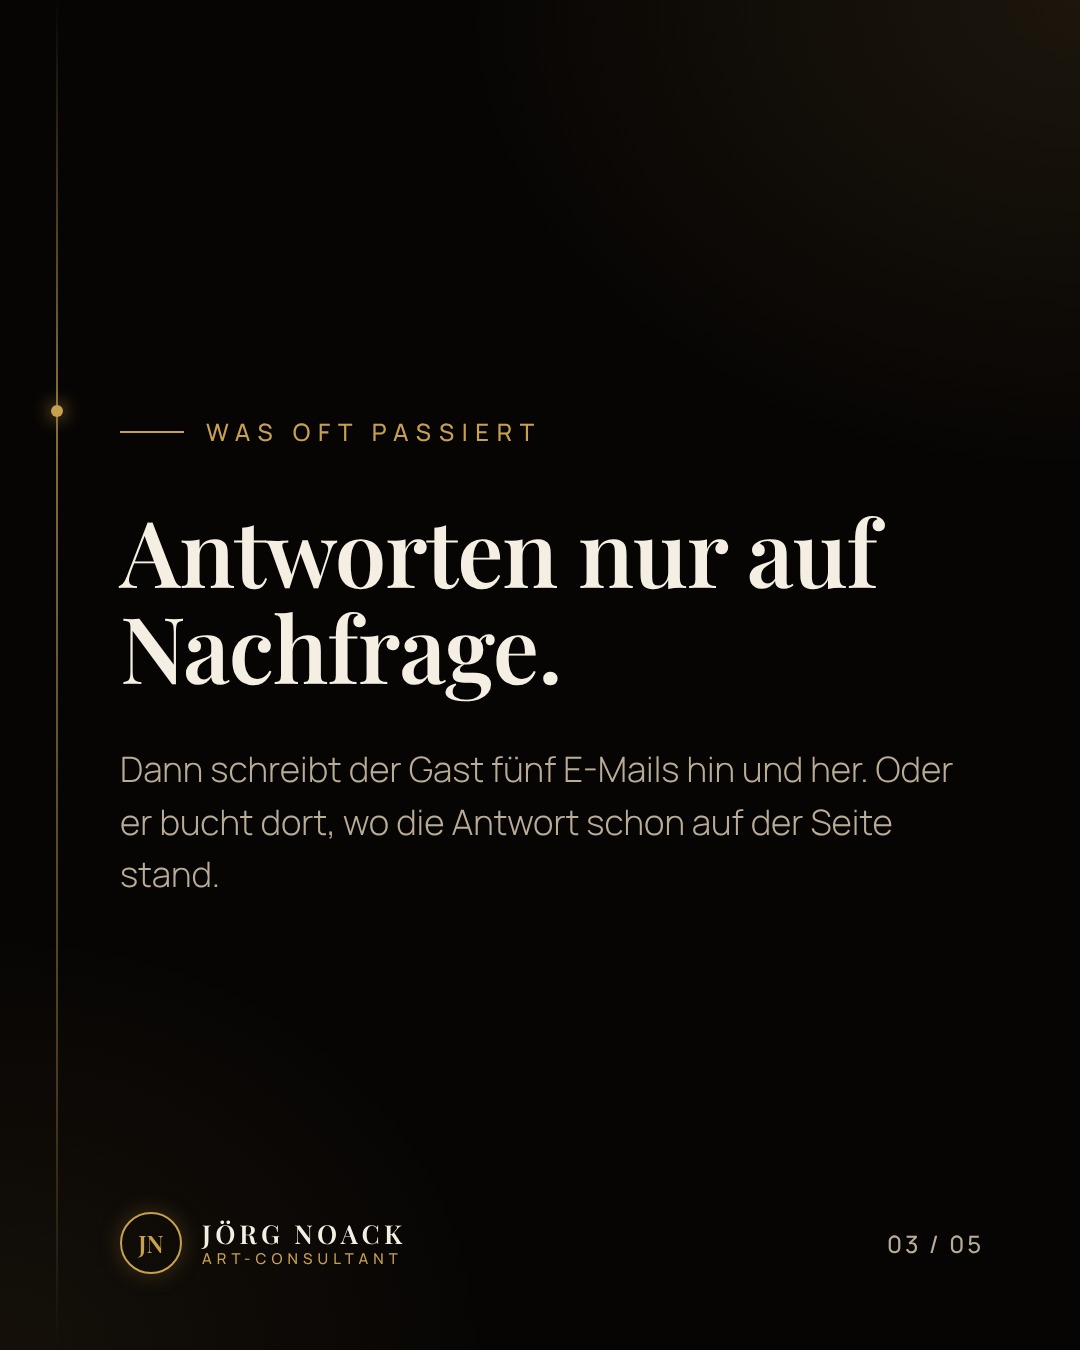 WAS OFT PASSIERT
Antworten nur auf
Nachfrage.
Dann schreibt der Gast fünf E-Mails hin und her. Oder
er bucht dort, wo die Antwort schon auf der Seite
stand.
JN
JÖRG NOACK
ART-CONSULTANT
03 / 05